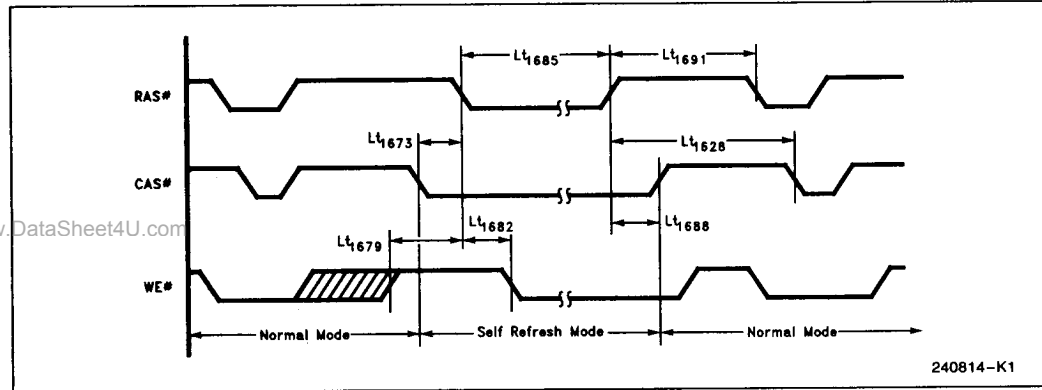 Lt1685
Lt1691
RAS#
Lt1673
Lt1628
CAS#
w.DataSheet4U.com
Lt1679
Lt1682
Lt1688
WE#
Normal Mode
Self Refresh Mode
Normal Mode
240814-K1